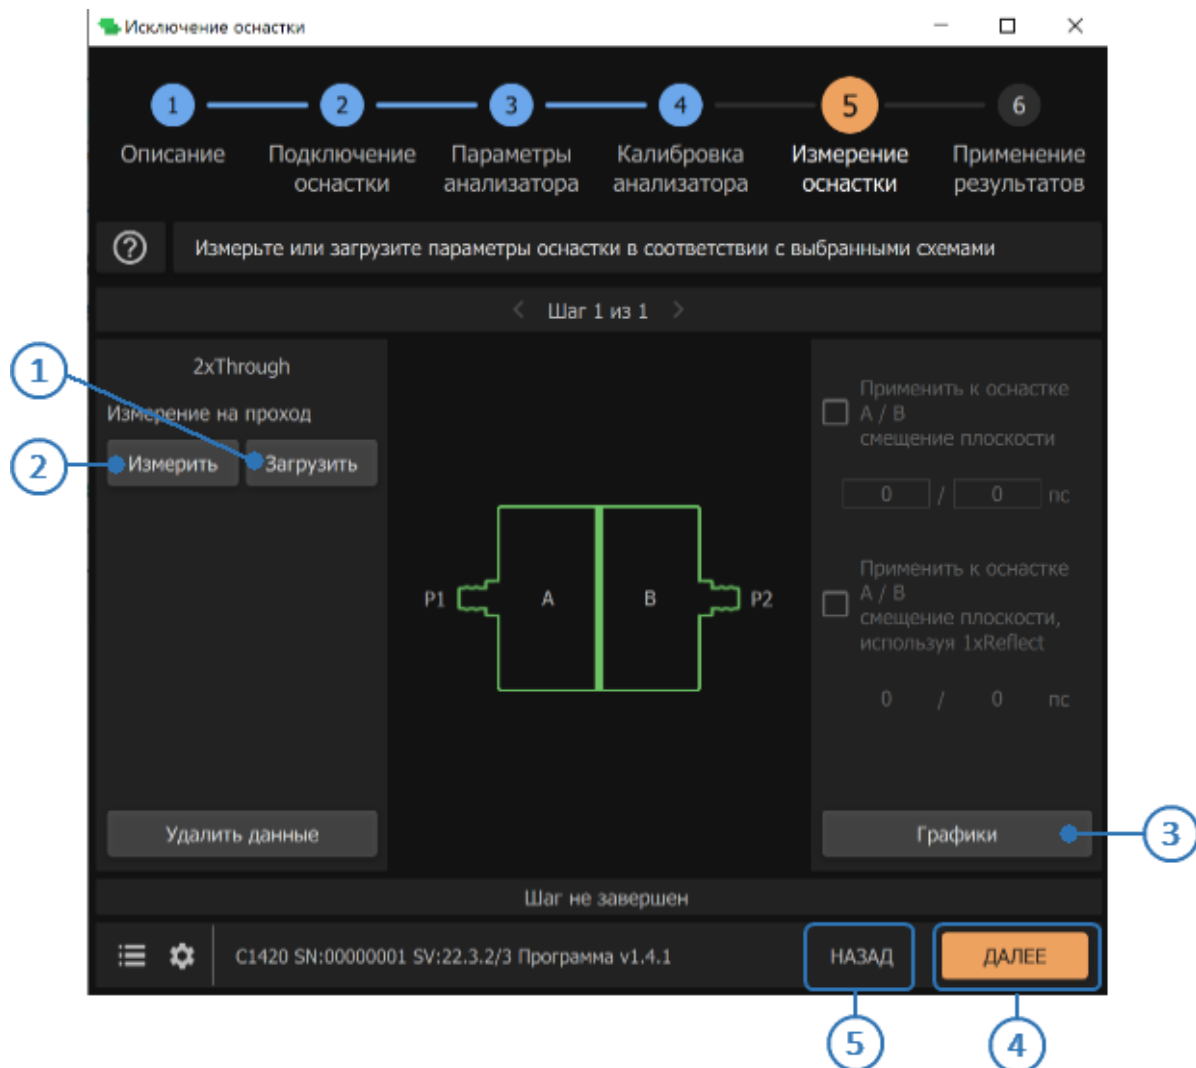 Исключение оснастки
1
2
3
4
5
6
Описание
Подключение
оснастки
Параметры
анализатора
Калибровка
анализатора
Измерение
оснастки
Применение
результатов
?
Измерьте или загрузите параметры оснастки в соответствии с выбранными схемами
< Шаг 1 из 1 >
1
2xThrough
Измерение на проход
2
Измерить
Загрузить
P1
A
B
P2
Применить к оснастке
A / B
смещение плоскости
0 / 0 пс
Применить к оснастке
A / B
смещение плоскости,
используя 1xReflect
0 / 0 пс
Удалить данные
Графики
3
Шаг не завершен
C1420 SN:00000001 SV:22.3.2/3 Программа v1.4.1
НАЗАД
ДАЛЕЕ
5
4